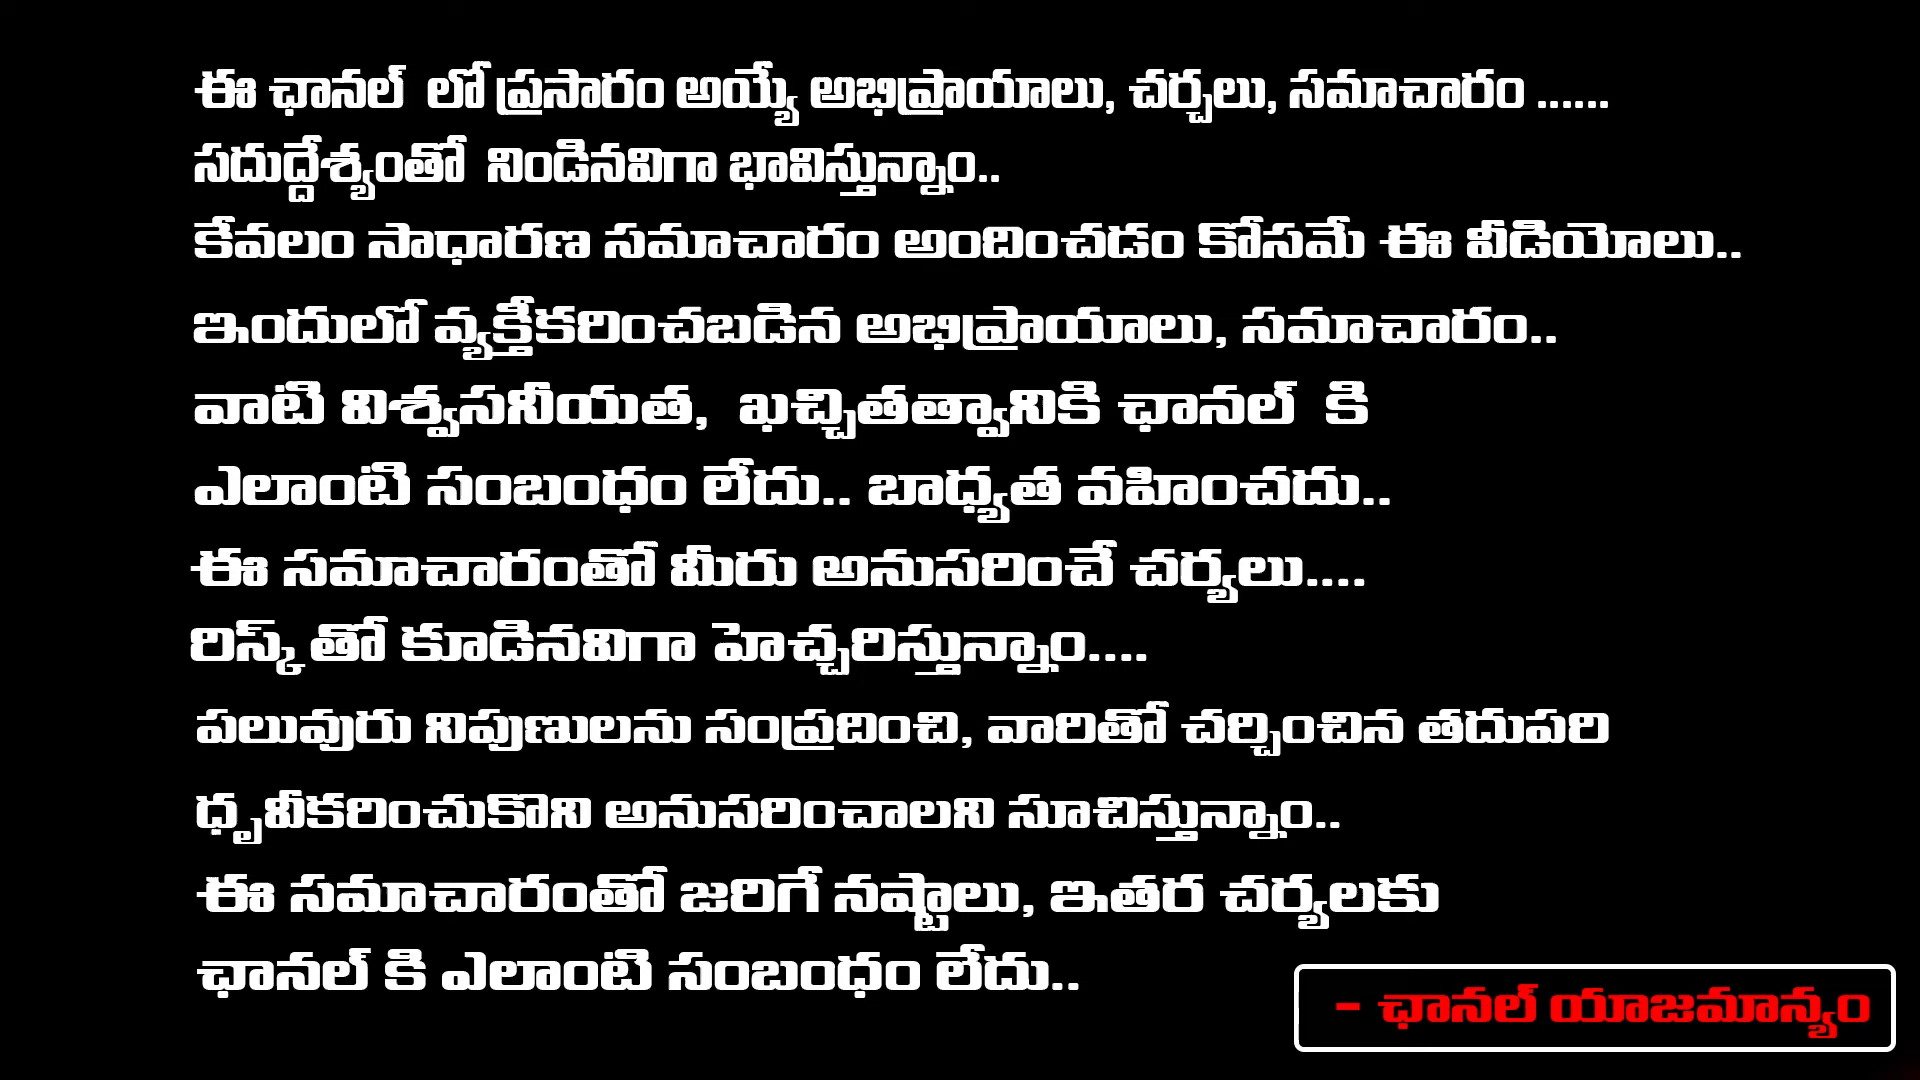 ఈ ఛానల్ లో ప్రసారం అయ్యే అభిప్రాయాలు, చర్చలు, సమాచారం ......
సదుద్దేశ్యంతో నిండినవిగా భావిస్తున్నాం..
కేవలం సాధారణ సమాచారం అందించడం కోసమే ఈ వీడియోలు..
ఇందులో వ్యక్తీకరించబడిన అభిప్రాయాలు, సమాచారం..
వాటి విశ్వసనీయత, ఖచ్చితత్వానికి ఛానల్ కి
ఎలాంటి సంబంధం లేదు.. బాధ్యత వహించదు..
ఈ సమాచారంతో మీరు అనుసరించే చర్యలు....
రిస్క్ తో కూడినవిగా హెచ్చరిస్తున్నాం....
పలువురు నిపుణులను సంప్రదించి, వారితో చర్చించిన తదుపరి
ధృవీకరించుకొని అనుసరించాలని సూచిస్తున్నాం..
ఈ సమాచారంతో జరిగే నష్టాలు, ఇతర చర్యలకు
ఛానల్ కి ఎలాంటి సంబంధం లేదు..
- ఛానల్ యాజమాన్యం